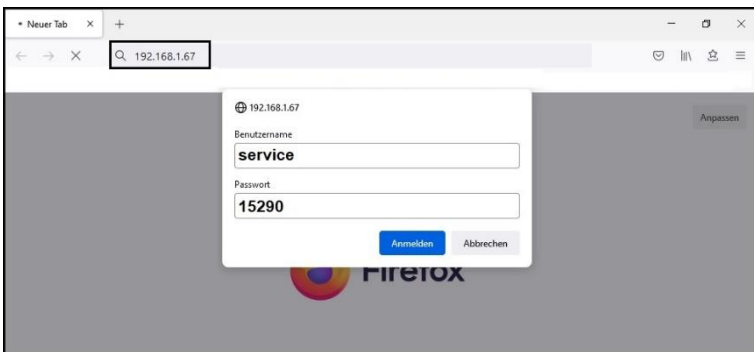 Neuer Tab
192.168.1.67
192.168.1.67
Anpassen
Benutzername
service
Passwort
15290
Anmelden Abbrechen
Firefox